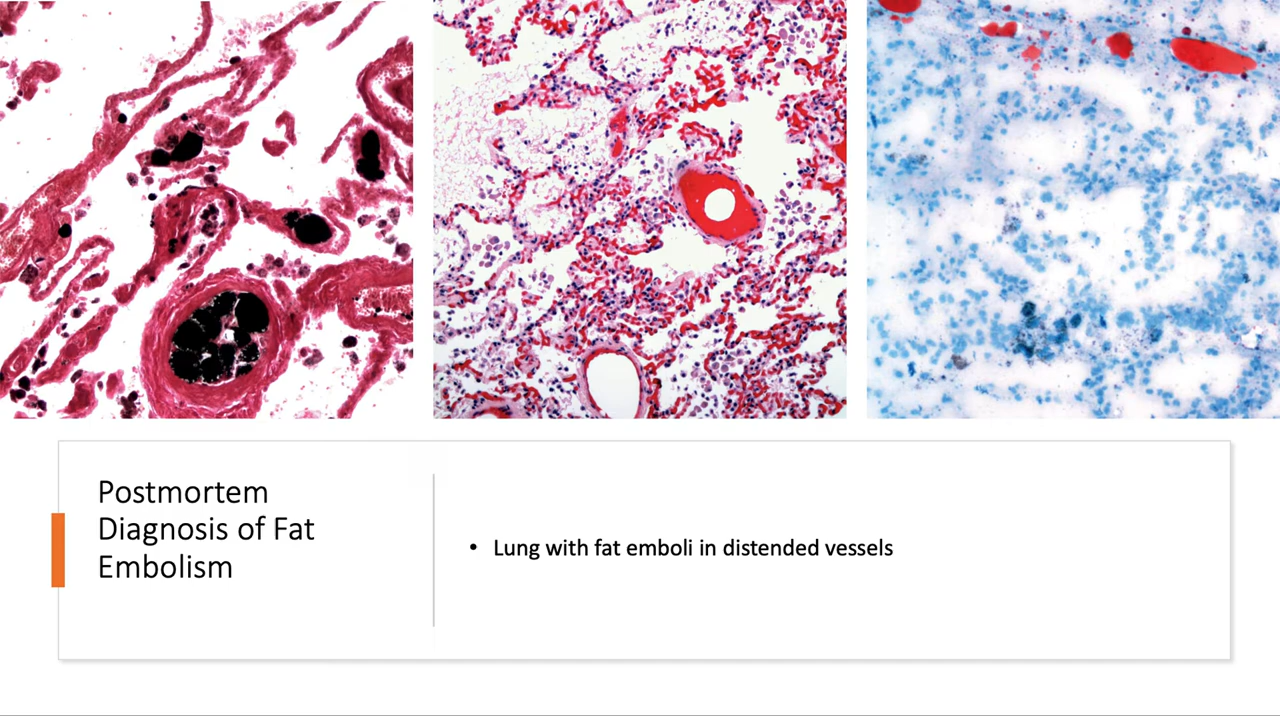 Postmortem
Diagnosis of Fat
Embolism
• Lung with fat emboli in distended vessels